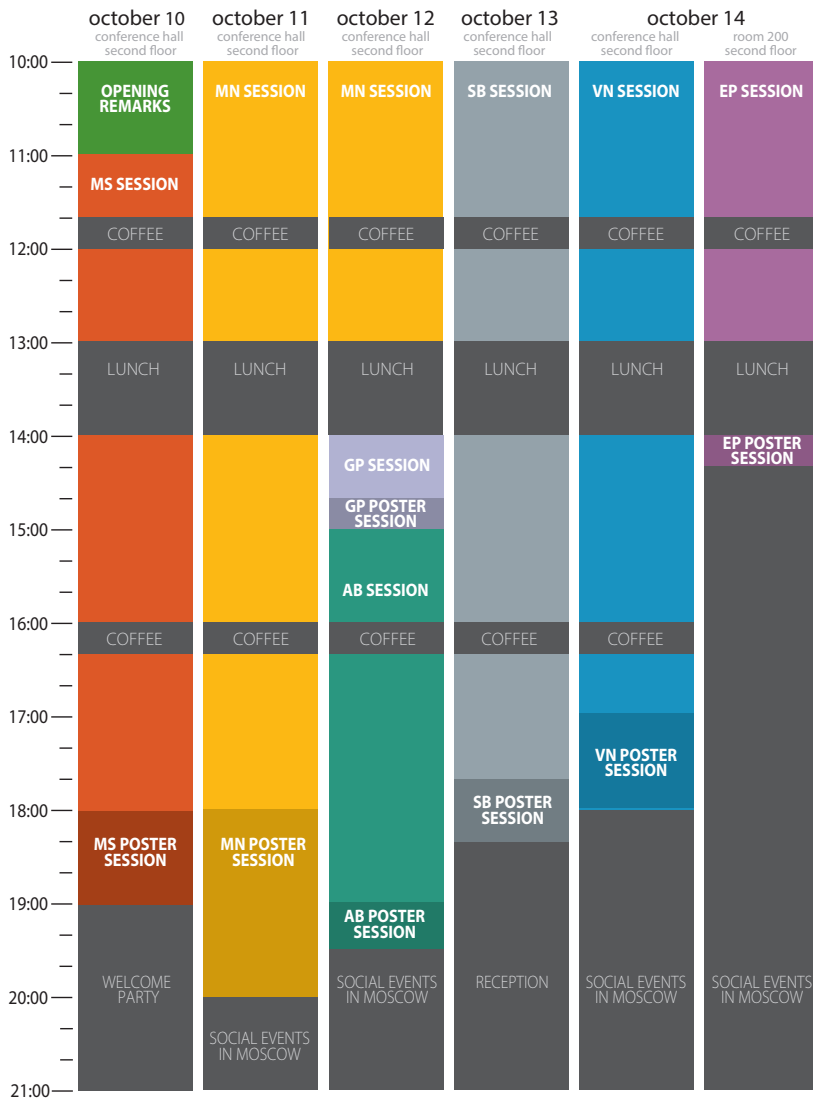 october 10
conference hall
second floor
october 11
conference hall
second floor
october 12
conference hall
second floor
october 13
conference hall
second floor
october 14
conference hall
second floor
room 200
second floor
10:00
11:00
12:00
13:00
14:00
15:00
16:00
17:00
18:00
19:00
20:00
21:00
OPENING
REMARKS
MS SESSION
COFFEE
LUNCH
COFFEE
MS POSTER
SESSION
WELCOME
PARTY
MN SESSION
COFFEE
LUNCH
COFFEE
MN POSTER
SESSION
SOCIAL EVENTS
IN MOSCOW
MN SESSION
COFFEE
LUNCH
GP SESSION
GP POSTER
SESSION
AB SESSION
COFFEE
AB POSTER
SESSION
SOCIAL EVENTS
IN MOSCOW
SB SESSION
COFFEE
LUNCH
COFFEE
SB POSTER
SESSION
RECEPTION
VN SESSION
COFFEE
LUNCH
COFFEE
VN POSTER
SESSION
SOCIAL EVENTS
IN MOSCOW
EP SESSION
COFFEE
LUNCH
EP POSTER
SESSION
SOCIAL EVENTS
IN MOSCOW